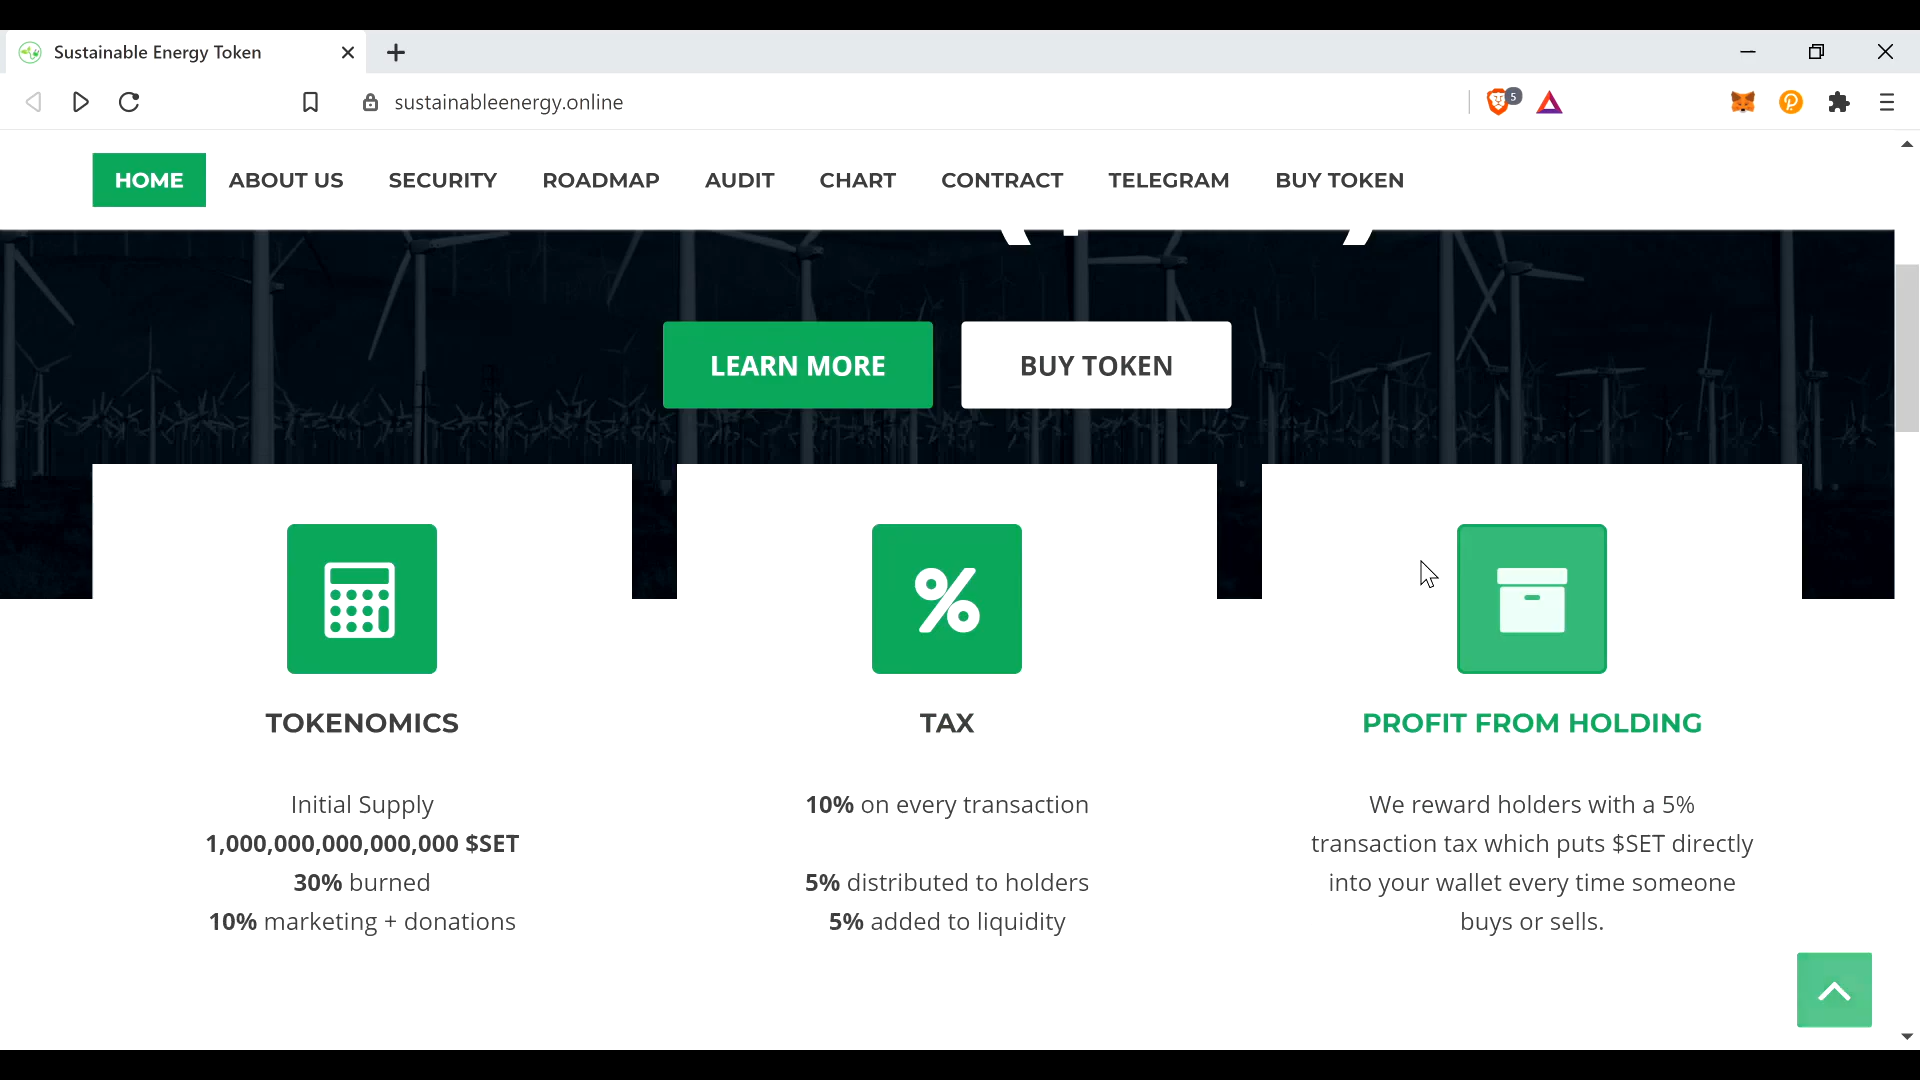 Sustainable Energy Token
5
sustainableenergy.online
HOME ABOUT US SECURITY ROADMAP AUDIT CHART CONTRACT TELEGRAM BUY TOKEN
LEARN MORE BUY TOKEN
%
TOKENOMICS
Initial Supply
1,000,000,000,000,000 $SET
30% burned
10% marketing + donations
TAX
10% on every transaction
5% distributed to holders
5% added to liquidity
PROFIT FROM HOLDING
We reward holders with a 5%
transaction tax which puts $SET directly
into your wallet every time someone
buys or sells.